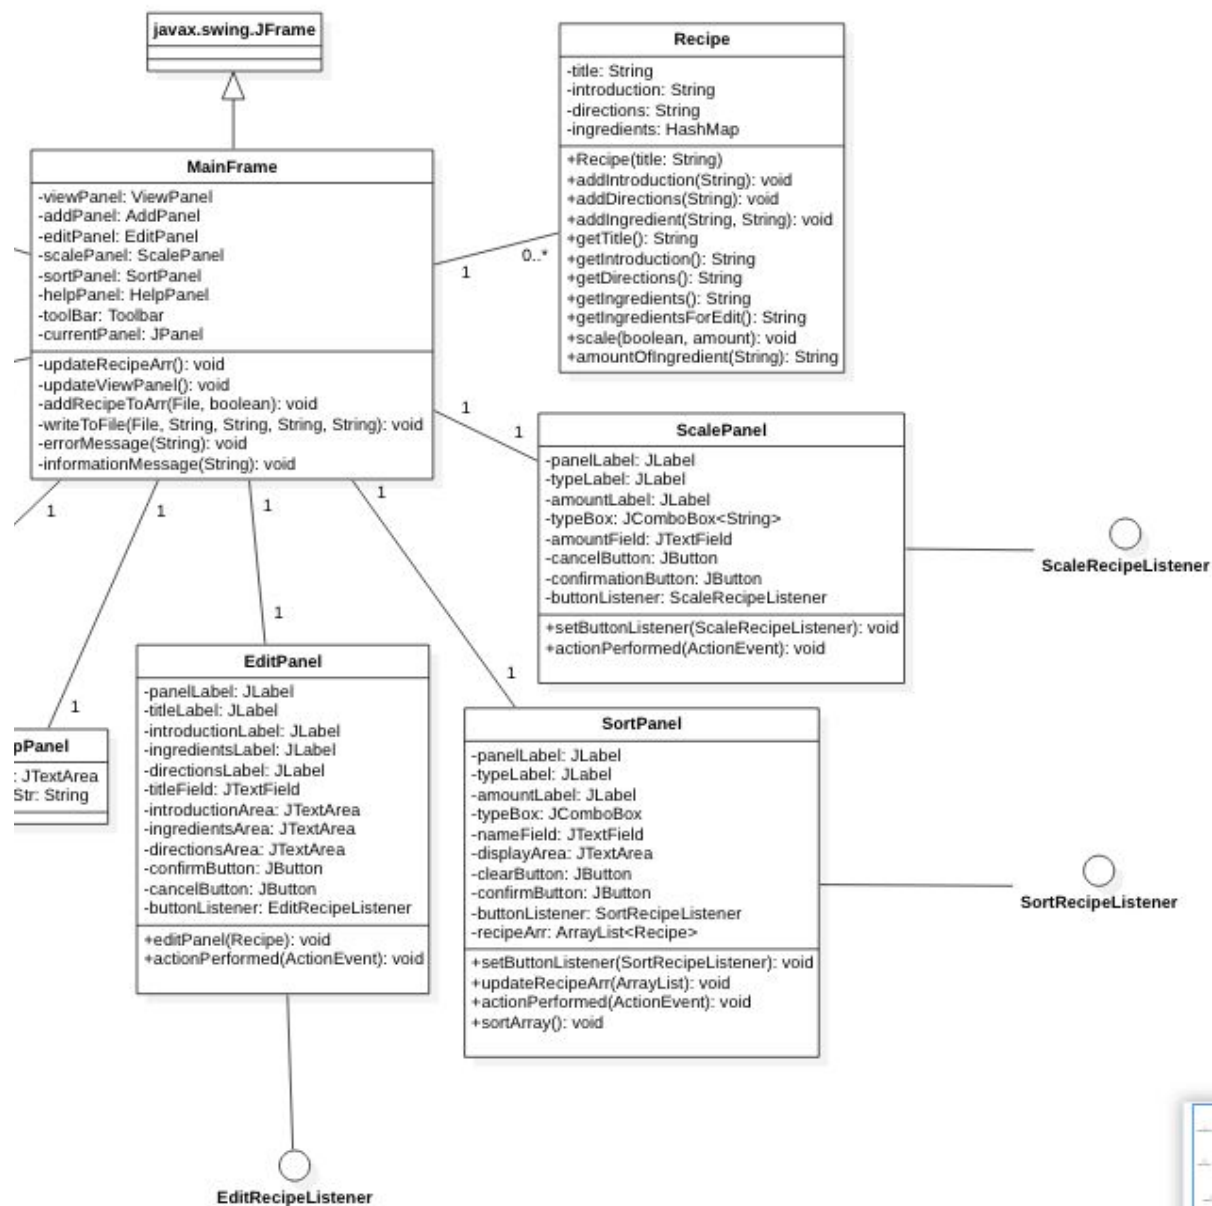 javax.swing.JFrame
Recipe
-title: String
-introduction: String
-directions: String
-ingredients: HashMap
+Recipe(title: String)
+addIntroduction(String): void
+addDirections(String): void
+addIngredient(String, String): void
+getTitle(): String
+getIntroduction(): String
+getDirections(): String
+getIngredients(): String
+getIngredientsForEdit(): String
+scale(boolean, amount): void
+amountOfIngredient(String): String
MainFrame
-viewPanel: ViewPanel
-addPanel: AddPanel
-editPanel: EditPanel
-scalePanel: ScalePanel
-sortPanel: SortPanel
-helpPanel: HelpPanel
-toolBar: Toolbar
-currentPanel: JPanel
-updateRecipeArr(): void
-updateViewPanel(): void
-addRecipeToArr(File, boolean): void
-writeToFile(File, String, String, String, String): void
-errorMessage(String): void
-informationMessage(String): void
1
0..*
1
1
ScalePanel
-panelLabel: JLabel
-typeLabel: JLabel
-amountLabel: JLabel
-typeBox: JComboBox<String>
-amountField: JTextField
-cancelButton: JButton
-confirmationButton: JButton
-buttonListener: ScaleRecipeListener
+setButtonListener(ScaleRecipeListener): void
+actionPerformed(ActionEvent): void
ScaleRecipeListener
1
1
1
1
1
1
1
EditPanel
-panelLabel: JLabel
-titleLabel: JLabel
-introductionLabel: JLabel
-ingredientsLabel: JLabel
-directionsLabel: JLabel
-titleField: JTextField
-introductionArea: JTextArea
-ingredientsArea: JTextArea
-directionsArea: JTextArea
-confirmButton: JButton
-cancelButton: JButton
-buttonListener: EditRecipeListener
+editPanel(Recipe): void
+actionPerformed(ActionEvent): void
pPanel
: JTextArea
Str: String
SortPanel
-panelLabel: JLabel
-typeLabel: JLabel
-amountLabel: JLabel
-typeBox: JComboBox
-nameField: JTextField
-displayArea: JTextArea
-clearButton: JButton
-confirmButton: JButton
-buttonListener: SortRecipeListener
-recipeArr: ArrayList<Recipe>
+setButtonListener(SortRecipeListener): void
+updateRecipeArr(ArrayList): void
+actionPerformed(ActionEvent): void
+sortArray(): void
SortRecipeListener
EditRecipeListener